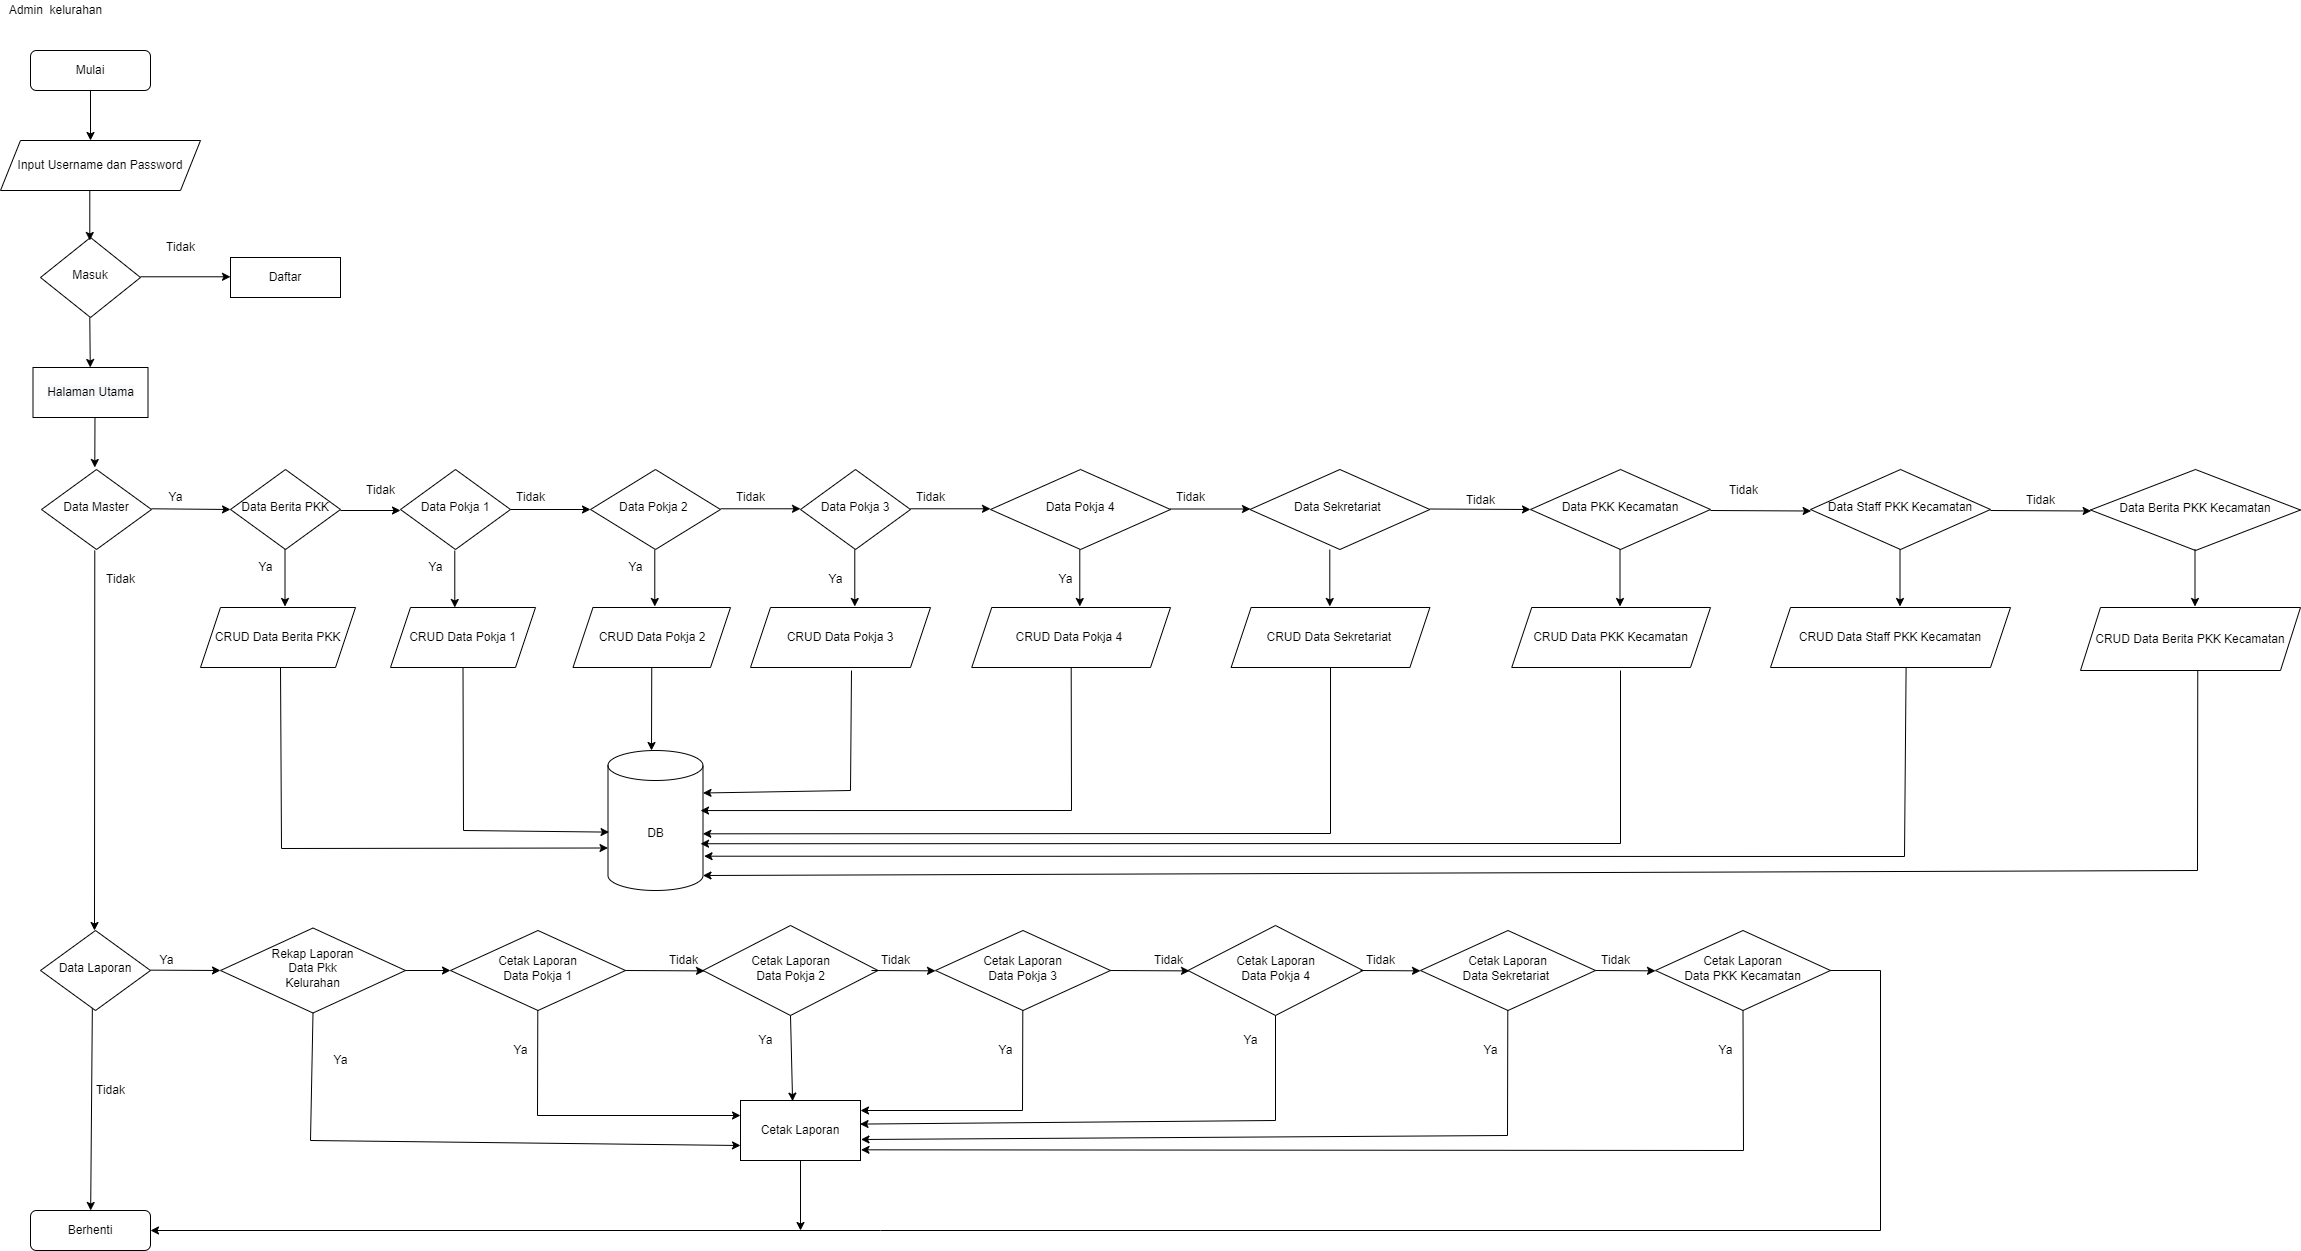 Admin kelurahan
Mulai
Input Username dan Password
Masuk
Tidak
Daftar
Halaman Utama
Data Master
Ya
Data Berita PKK
Tidak
Data Pokja 1
Tidak
Data Pokja 2
Tidak
Data Pokja 3
Tidak
Data Pokja 4
Tidak
Data Sekretariat
Tidak
Data PKK Kecamatan
Tidak
Data Staff PKK Kecamatan
Tidak
Data Berita PKK Kecamatan
Tidak
Ya
Ya
Ya
Ya
Ya
CRUD Data Berita PKK
CRUD Data Pokja 1
CRUD Data Pokja 2
CRUD Data Pokja 3
CRUD Data Pokja 4
CRUD Data Sekretariat
CRUD Data PKK Kecamatan
CRUD Data Staff PKK Kecamatan
CRUD Data Berita PKK Kecamatan
DB
Data Laporan
Ya
Rekap Laporan
Data Pkk
Kelurahan
Cetak Laporan
Data Pokja 1
Tidak
Cetak Laporan
Data Pokja 2
Tidak
Cetak Laporan
Data Pokja 3
Tidak
Cetak Laporan
Data Pokja 4
Tidak
Cetak Laporan
Data Sekretariat
Tidak
Cetak Laporan
Data PKK Kecamatan
Ya
Ya
Ya
Ya
Ya
Ya
Ya
Tidak
Cetak Laporan
Berhenti